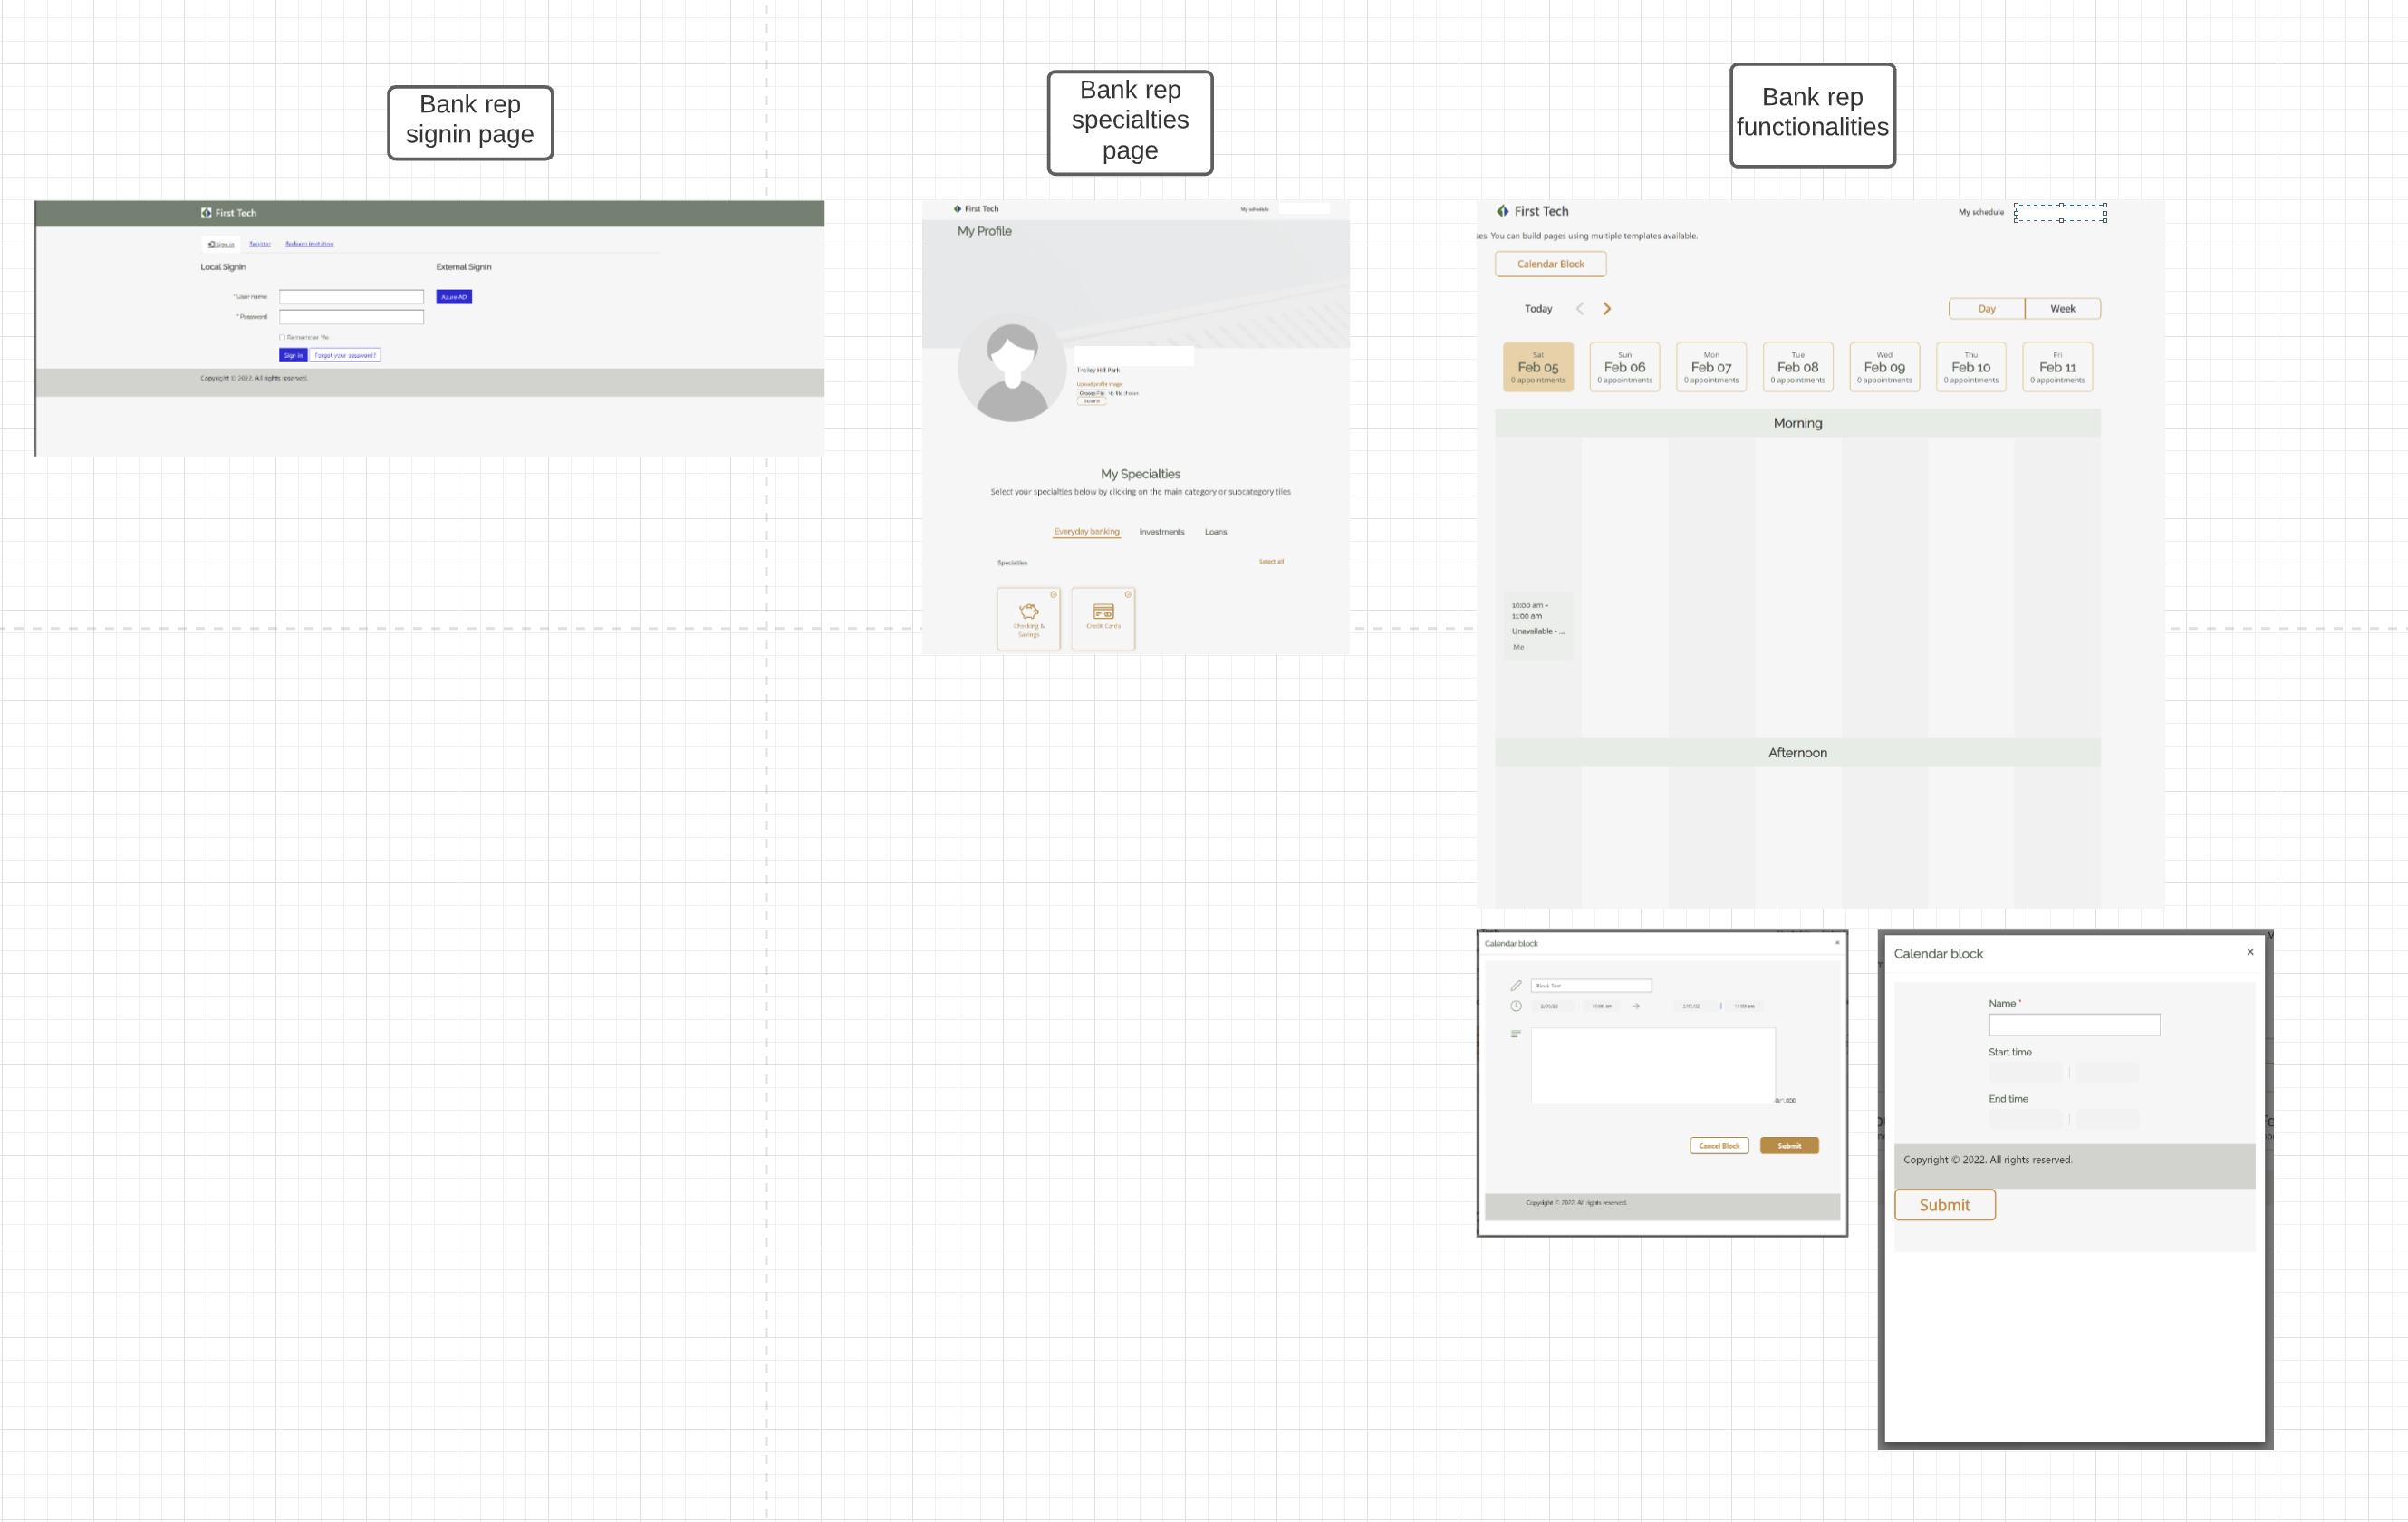 Bank rep
signin page
Bank rep
specialties
page
Bank rep
functionalities
First Tech
Sign in
Register
Redeem invitation
Local SignIn
External SignIn
* User name
Azure AD
* Password
Remember Me
Sign in
Forgot your password?
Copyright © 2022. All rights reserved.
First Tech
My schedule
My Profile
Trolley Hill Park
Upload profile image
Choose File No file chosen
Submit
My Specialties
Select your specialties below by clicking on the main category or subcategory tiles
Everyday banking
Investments
Loans
Specialties
Select all
Checking &
Savings
Credit Cards
First Tech
My schedule
ses. You can build pages using multiple templates available.
Calendar Block
Today
Day
Week
Sat
Feb 05
0 appointments
Sun
Feb 06
0 appointments
Mon
Feb 07
0 appointments
Tue
Feb 08
0 appointments
Wed
Feb 09
0 appointments
Thu
Feb 10
0 appointments
Fri
Feb 11
0 appointments
Morning
10:00 am -
11:00 am
Unavailable - ...
Me
Afternoon
Calendar block
Block Test
10:00 am
11:00 am
Cancel Block
Submit
Copyright © 2022. All rights reserved.
Calendar block
Name *
Start time
End time
Copyright © 2022. All rights reserved.
Submit